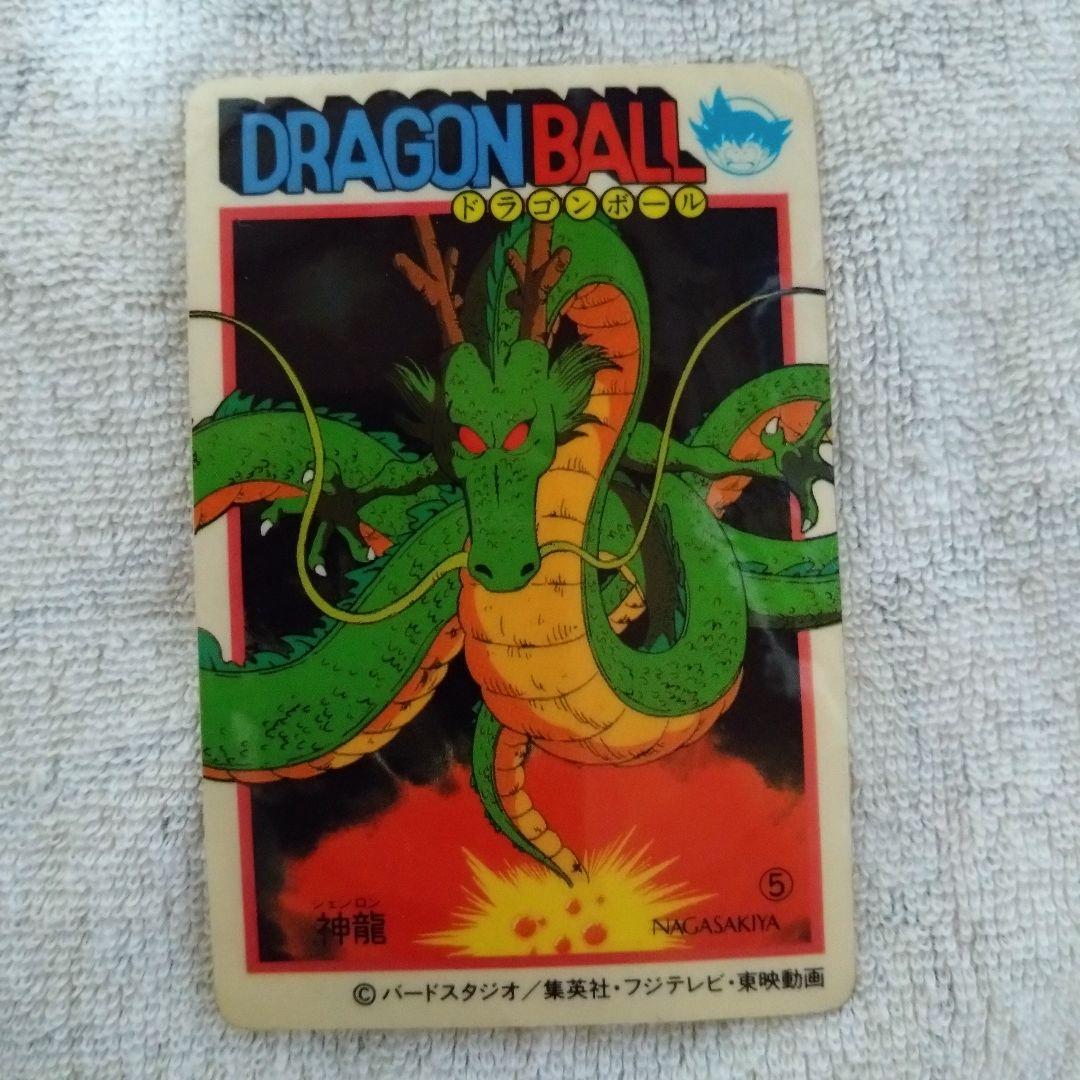 DRAGON BALL
ドラゴンボール
⑤
シェンロン
神龍
NAGASAKIYA
©バードスタジオ／集英社・フジテレビ・東映動画